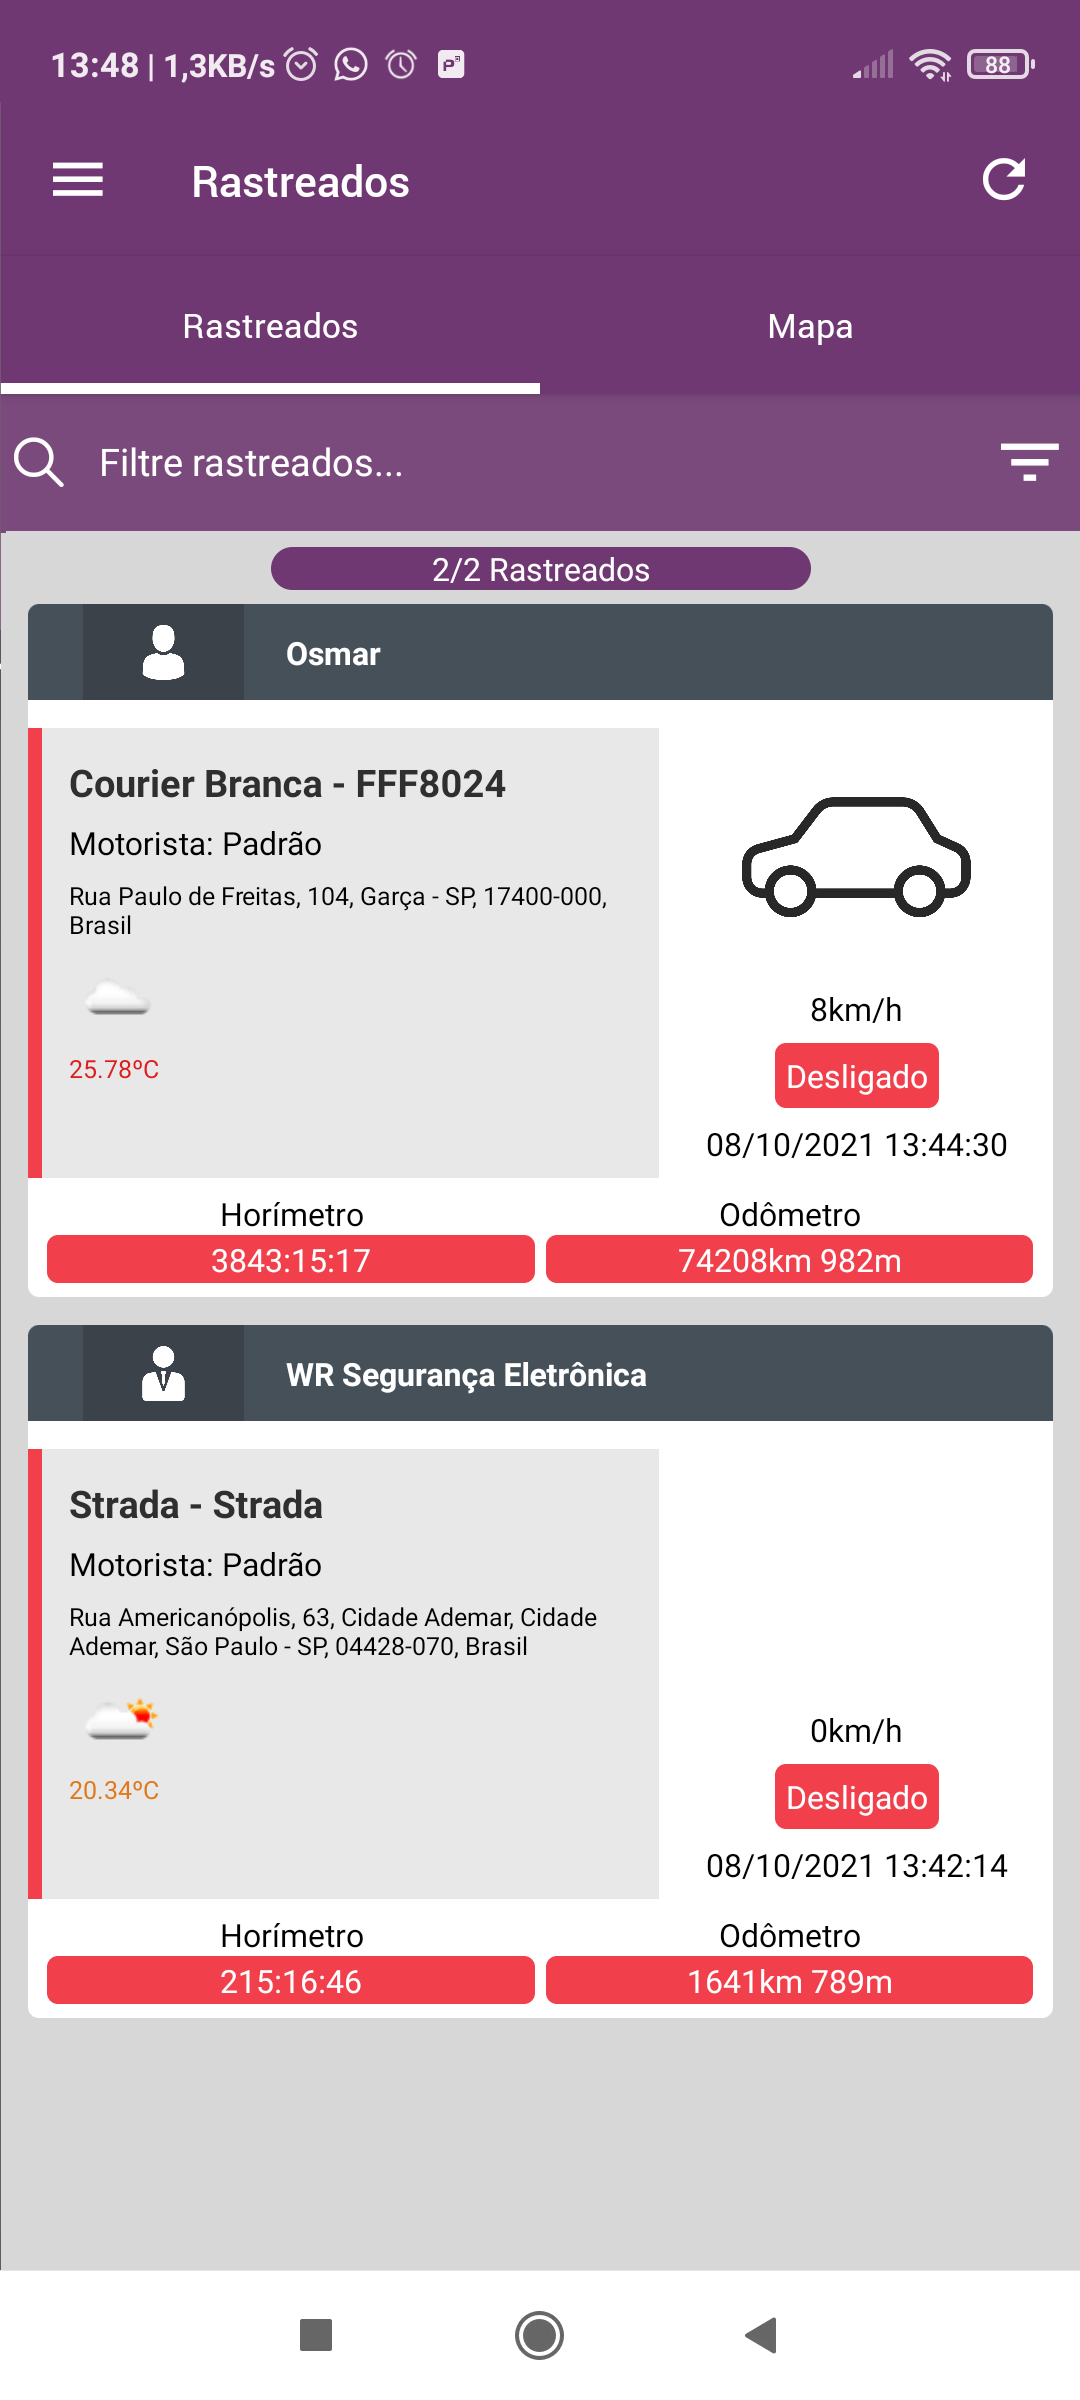 13:48 | 1,3KB/s
88
Rastreados
Rastreados
Mapa
Filtre rastreados...
2/2 Rastreados
Osmar
Courier Branca - FFF8024
Motorista: Padrão
Rua Paulo de Freitas, 104, Garça - SP, 17400-000,
Brasil
25.78ºC
8km/h
Desligado
08/10/2021 13:44:30
Horímetro
Odômetro
3843:15:17
74208km 982m
WR Segurança Eletrônica
Strada - Strada
Motorista: Padrão
Rua Americanópolis, 63, Cidade Ademar, Cidade
Ademar, São Paulo - SP, 04428-070, Brasil
20.34ºC
0km/h
Desligado
08/10/2021 13:42:14
Horímetro
Odômetro
215:16:46
1641km 789m